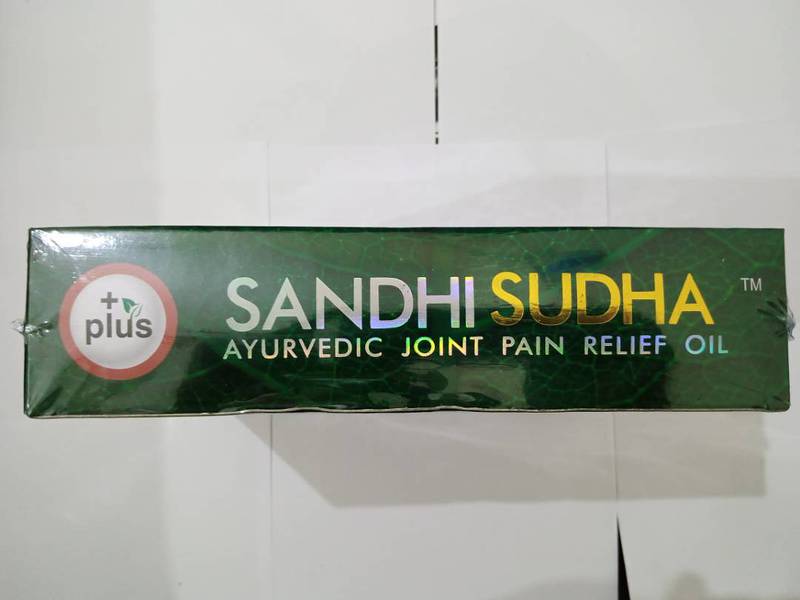 +
plus
SANDHI SUDHA TM
AYURVEDIC JOINT PAIN RELIEF OIL